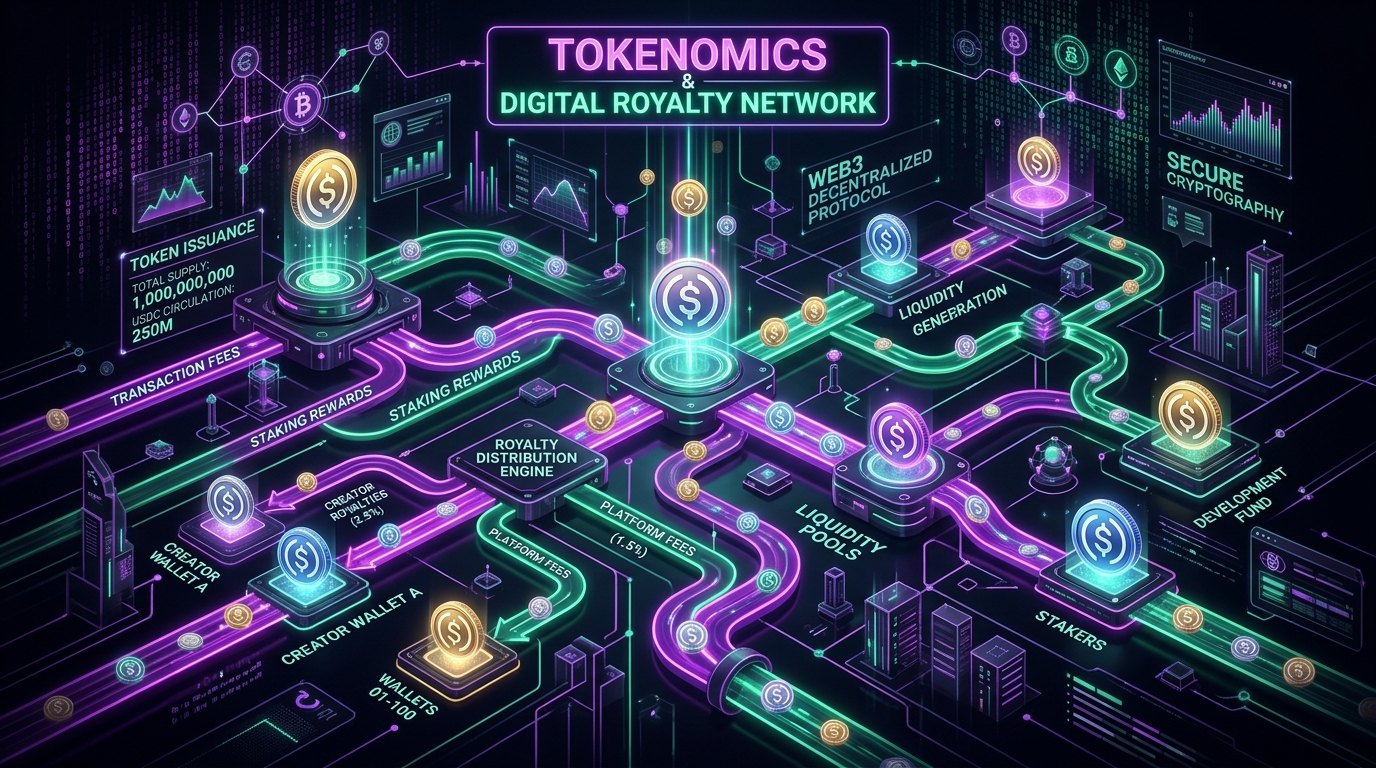 TOKENOMICS
&
DIGITAL ROYALTY NETWORK
WEB3
DECENTRALIZED
PROTOCOL
SECURE
CRYPTOGRAPHY
TOKEN ISSUANCE
TOTAL SUPPLY:
1,000,000,000
USDC CIRCULATION:
250M
LIQUIDITY
GENERATION
TRANSACTION FEES
STAKING REWARDS
STAKING REWARDS
ROYALTY
DISTRIBUTION
ENGINE
CREATOR
ROYALTIES
(2.5%)
PLATFORM FEES
(1.5%)
PLATFORM FEES
LIQUIDITY
POOLS
DEVELOPMENT
FUND
CREATOR
WALLET A
CREATOR WALLET A
STAKERS
WALLETS
01-100